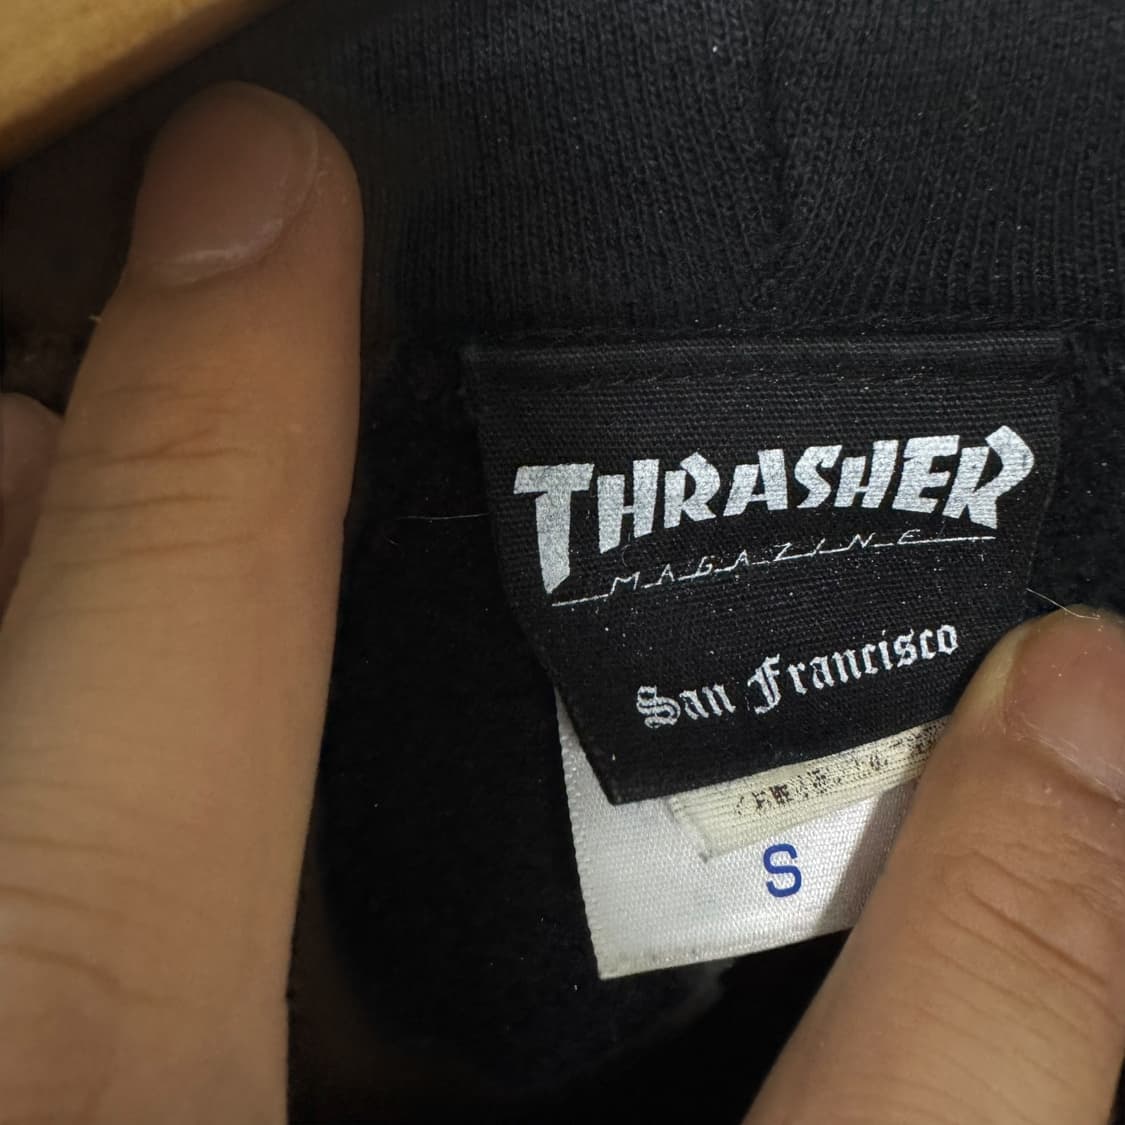 THRASHER
MAGAZINE
San Francisco
S